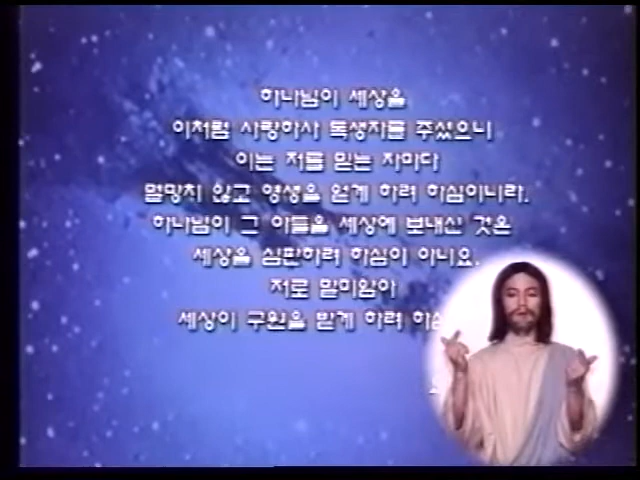 하나님이 세상을
이처럼 사랑하사 독생자를 주셨으니
이는 저를 믿는 자마다
멸망치 않고 영생을 얻게 하려 하심이니라.
하나님이 그 아들을 세상에 보내신 것은
세상을 심판하려 하심이 아니요.
저로 말미암아
세상이 구원을 받게 하려